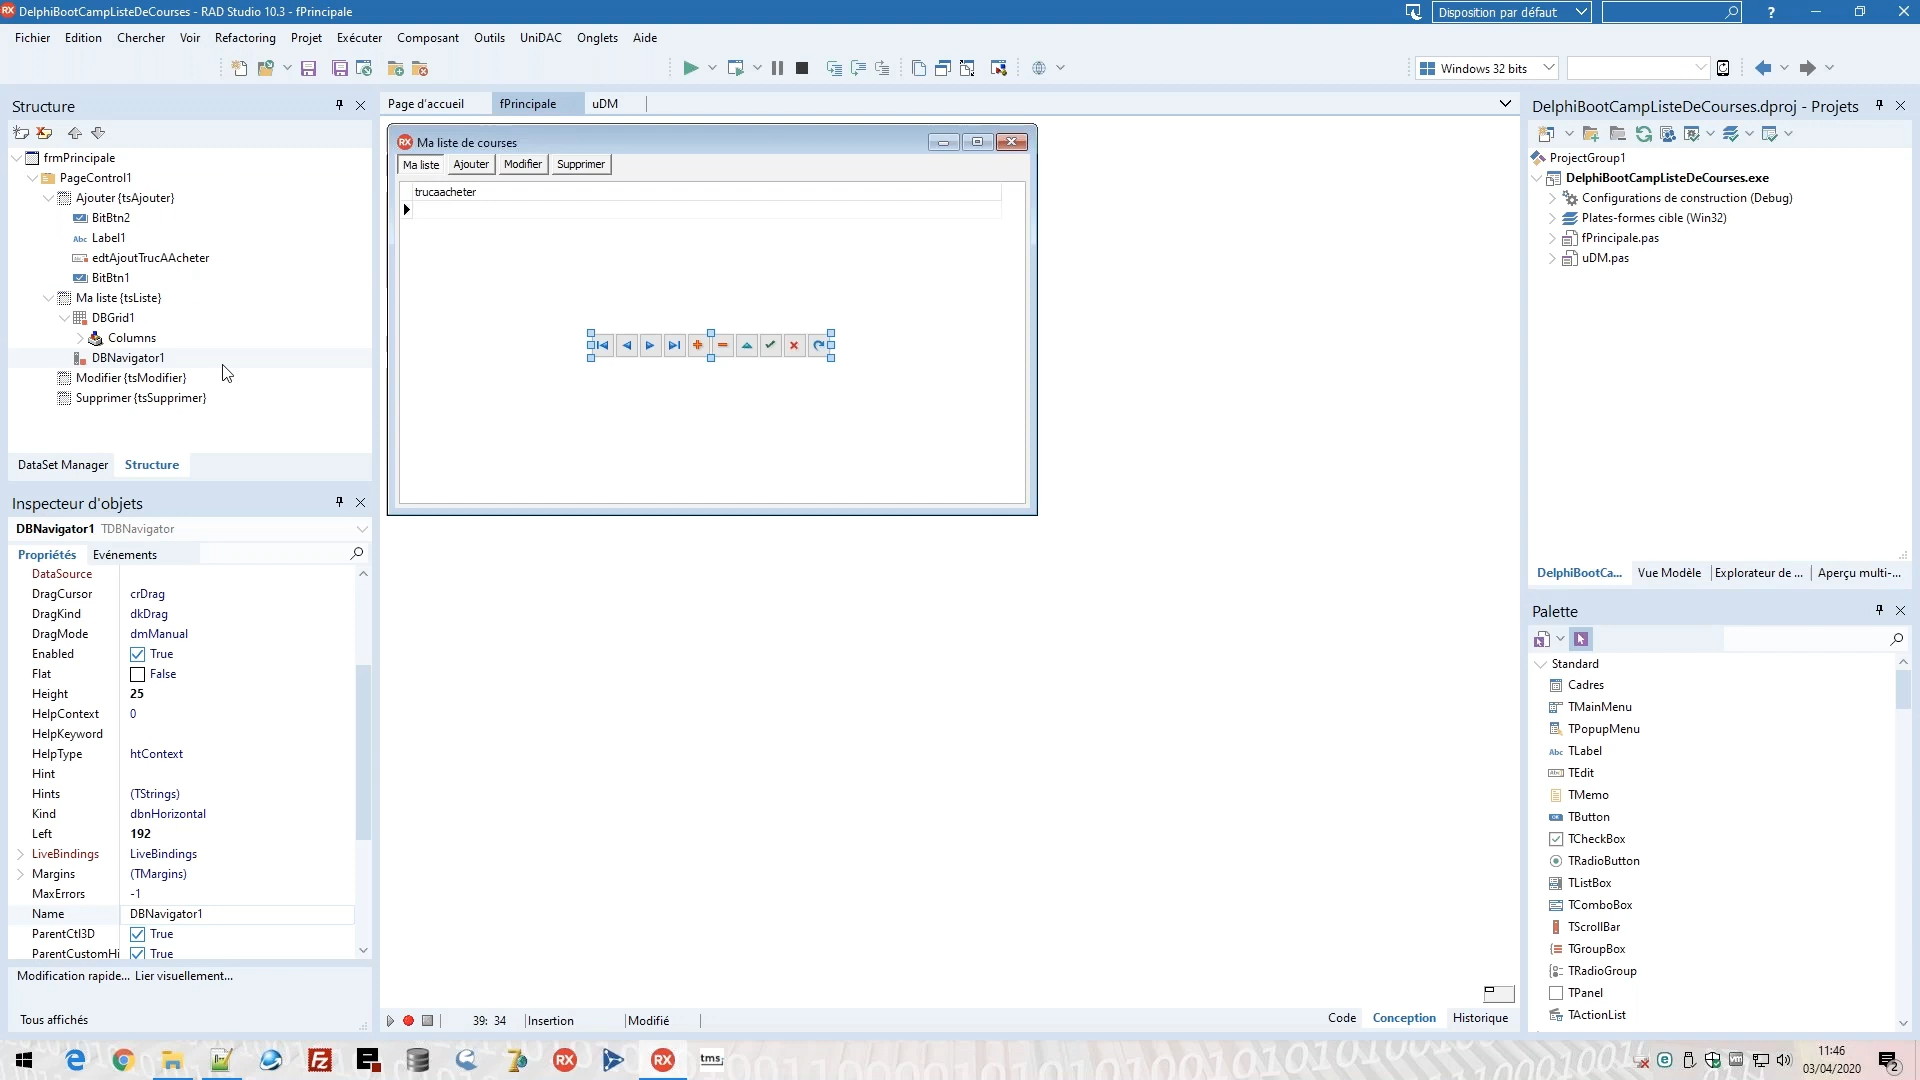 DelphiBootCampListeDeCourses - RAD Studio 10.3 - fPrincipale
Disposition par défaut
?
Fichier Edition Chercher Voir Refactoring Projet Exécuter Composant Outils UniDAC Onglets Aide
Windows 32 bits
Structure
Page d'accueil fPrincipale uDM
DelphiBootCampListeDeCourses.dproj - Projets
frmPrincipale
PageControl1
Ajouter {tsAjouter}
BitBtn2
Abc Label1
edtAjoutTrucAAcheter
BitBtn1
Ma liste {tsListe}
DBGrid1
Columns
DBNavigator1
Modifier {tsModifier}
Supprimer {tsSupprimer}
DataSet Manager Structure
RX Ma liste de courses
Ma liste Ajouter Modifier Supprimer
trucaacheter
ProjectGroup1
DelphiBootCampListeDeCourses.exe
Configurations de construction (Debug)
Plates-formes cible (Win32)
fPrincipale.pas
uDM.pas
DelphiBootCa... Vue Modèle Explorateur de ... Aperçu multi-...
Inspecteur d'objets
DBNavigator1 TDBNavigator
Propriétés Evénements
DataSource
DragCursor crDrag
DragKind dkDrag
DragMode dmManual
Enabled True
Flat False
Height 25
HelpContext 0
HelpKeyword
HelpType htContext
Hint
Hints (TStrings)
Kind dbnHorizontal
Left 192
LiveBindings LiveBindings
Margins (TMargins)
MaxErrors -1
Name DBNavigator1
ParentCtl3D True
ParentCustomHi True
Modification rapide... Lier visuellement...
Tous affichés
Palette
Standard
Cadres
TMainMenu
TPopupMenu
Abc TLabel
TEdit
TMemo
TButton
TCheckBox
TRadioButton
TListBox
TComboBox
TScrollBar
TGroupBox
TRadioGroup
TPanel
TActionList
39: 34 Insertion Modifié
Code Conception Historique
RX RX tms
11:46
03/04/2020
2